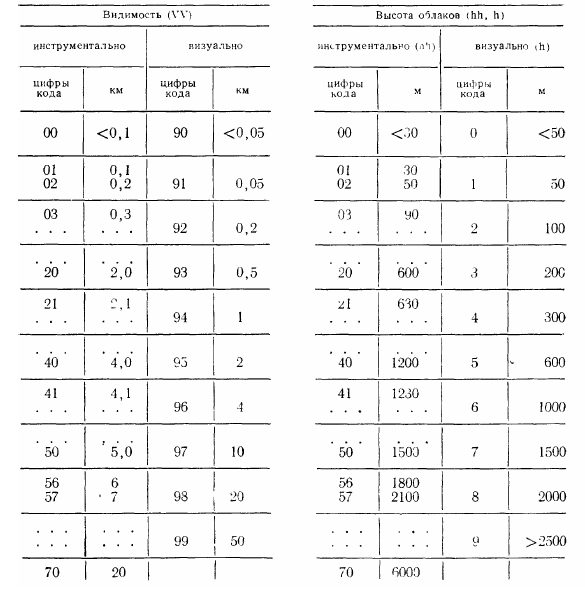 Видимость (VV)
инструментально визуально
цифры кода км цифры кода км
00 <0,1 90 <0,05
01 0,1
02 0,2 91 0,05
03 0,3
. . . . . . 92 0,2
. . . . . .
20 2,0 93 0,5
21 2,1
. . . . . . 94 1
. . . . . .
40 4,0 95 2
41 4,1
. . . . . . 96 4
. . . . . .
50 5,0 97 10
56 6
57 7 98 20
. . . . . .
. . . . . . 99 50
70 20
Высота облаков (hh, h)
инструментально (hh) визуально (h)
цифры кода м цифры кода м
00 <30 0 <50
01 30
02 50 1 50
03 90
. . . . . . 2 100
. . . . . .
20 600 3 200
21 630
. . . . . . 4 300
. . . . . .
40 1200 5 600
41 1230
. . . . . . 6 1000
. . . . . .
50 1500 7 1500
56 1800
57 2100 8 2000
. . . . . .
. . . . . . 9 >2500
70 6000